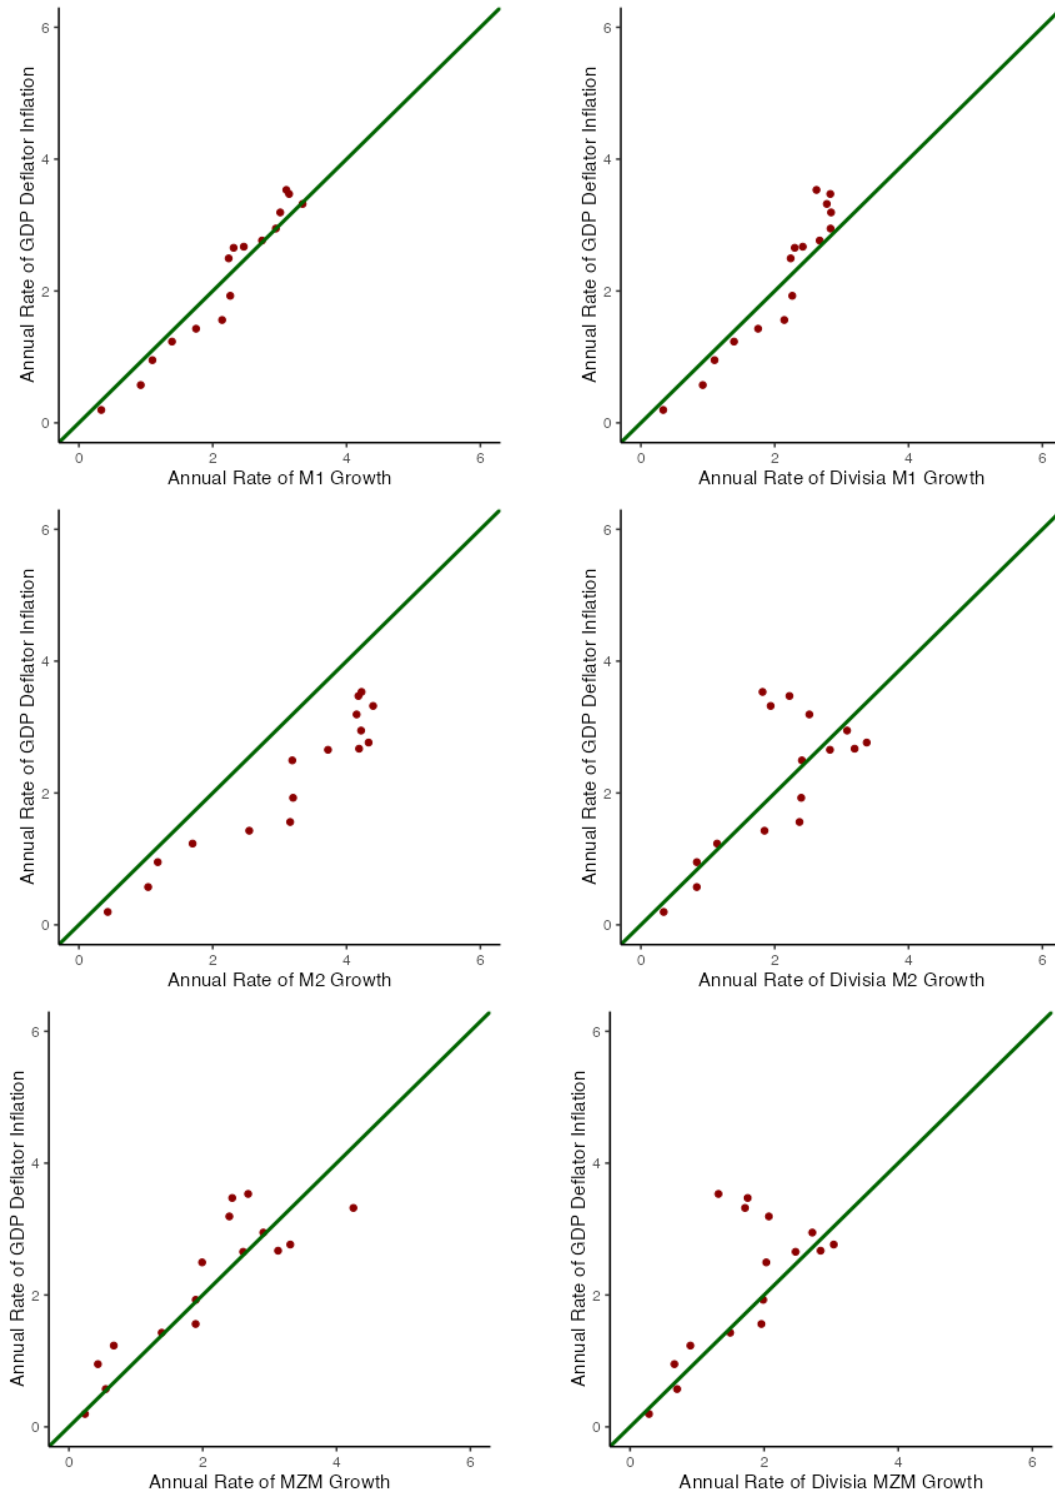 6
4
2
0
Annual Rate of GDP Deflator Inflation
0 2 4 6
Annual Rate of M1 Growth
6
4
2
0
Annual Rate of GDP Deflator Inflation
0 2 4 6
Annual Rate of Divisia M1 Growth
6
4
2
0
Annual Rate of GDP Deflator Inflation
0 2 4 6
Annual Rate of M2 Growth
6
4
2
0
Annual Rate of GDP Deflator Inflation
0 2 4 6
Annual Rate of Divisia M2 Growth
6
4
2
0
Annual Rate of GDP Deflator Inflation
0 2 4 6
Annual Rate of MZM Growth
6
4
2
0
Annual Rate of GDP Deflator Inflation
0 2 4 6
Annual Rate of Divisia MZM Growth